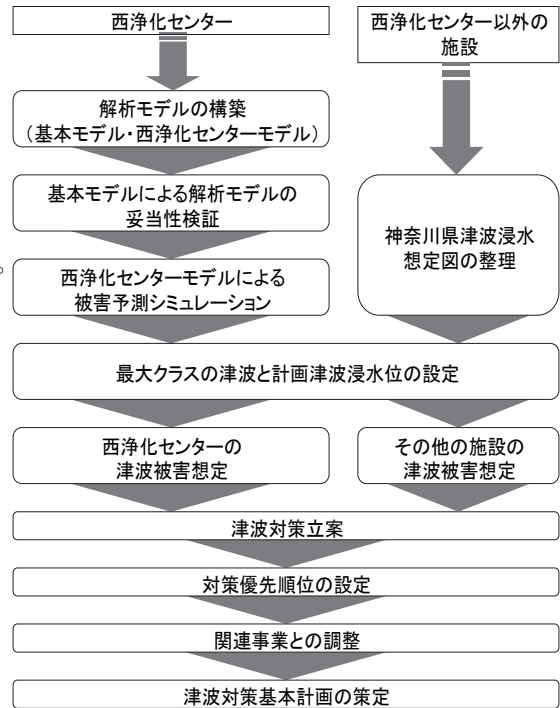 西浄化センター
西浄化センター以外の
施設
解析モデルの構築
（基本モデル・西浄化センターモデル）
基本モデルによる解析モデルの
妥当性検証
神奈川県津波浸水
想定図の整理
。
西浄化センターモデルによる
被害予測シミュレーション
最大クラスの津波と計画津波浸水位の設定
西浄化センターの
津波被害想定
その他の施設の
津波被害想定
津波対策立案
対策優先順位の設定
関連事業との調整
津波対策基本計画の策定